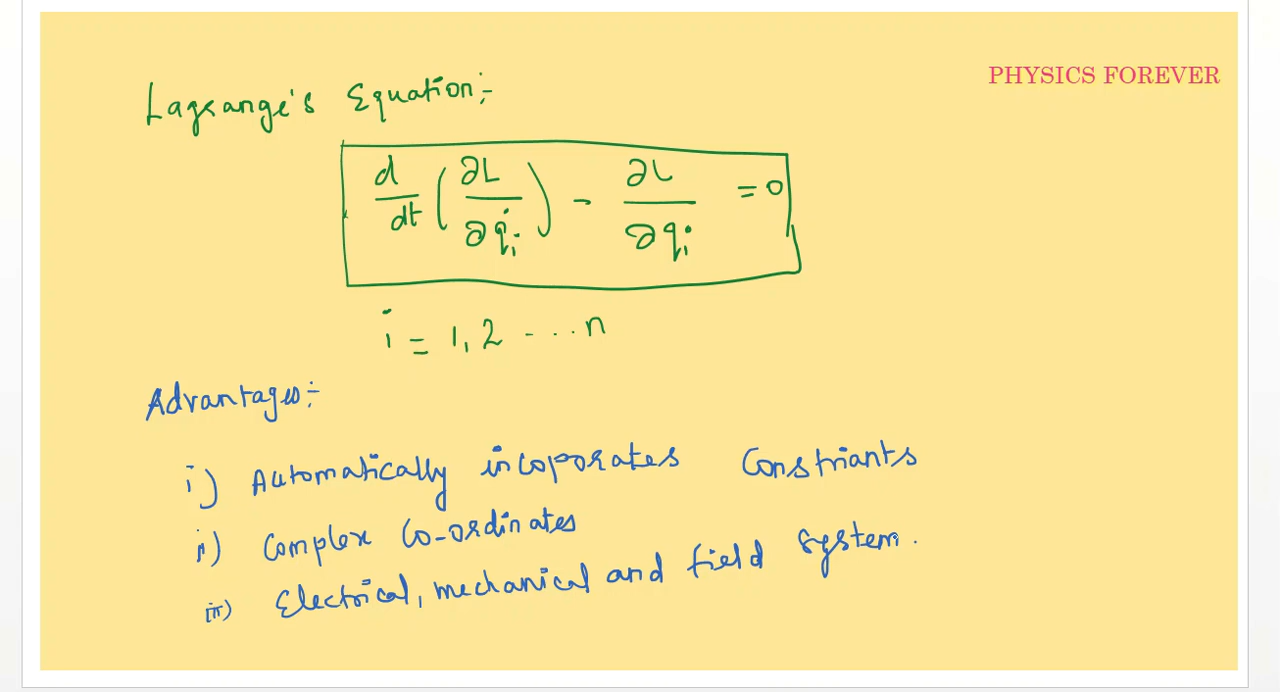 PHYSICS FOREVER
Lagrange's Equation:-
d/dt (∂L/∂q̇i) - ∂L/∂qi = 0
i = 1, 2 - ... n
Advantages:-
i) Automatically incoporates Constriants
ii) Complex Co-ordinates
iii) Electrical, mechanical and field system.